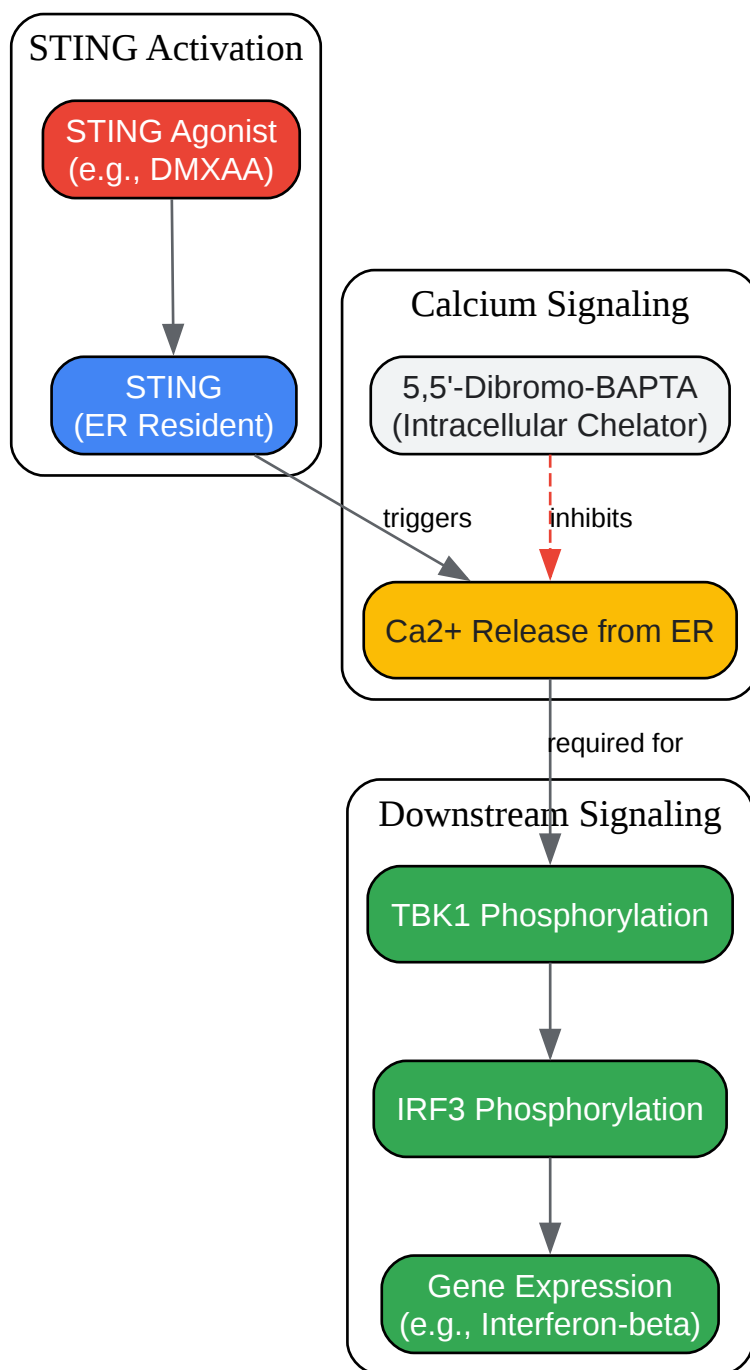 STING Activation
STING Agonist
(e.g., DMXAA)
STING
(ER Resident)
Calcium Signaling
5,5'-Dibromo-BAPTA
(Intracellular Chelator)
triggers
inhibits
Ca2+ Release from ER
required for
Downstream Signaling
TBK1 Phosphorylation
IRF3 Phosphorylation
Gene Expression
(e.g., Interferon-beta)